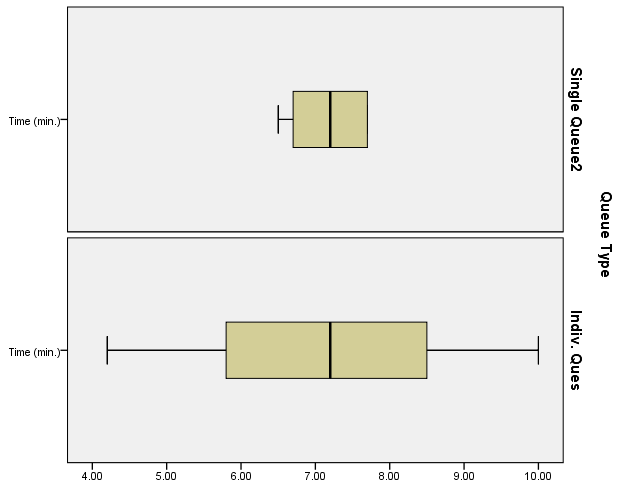 Time (min.)
Single Queue2
Queue Type
Time (min.)
Indiv. Ques
4.00 5.00 6.00 7.00 8.00 9.00 10.00